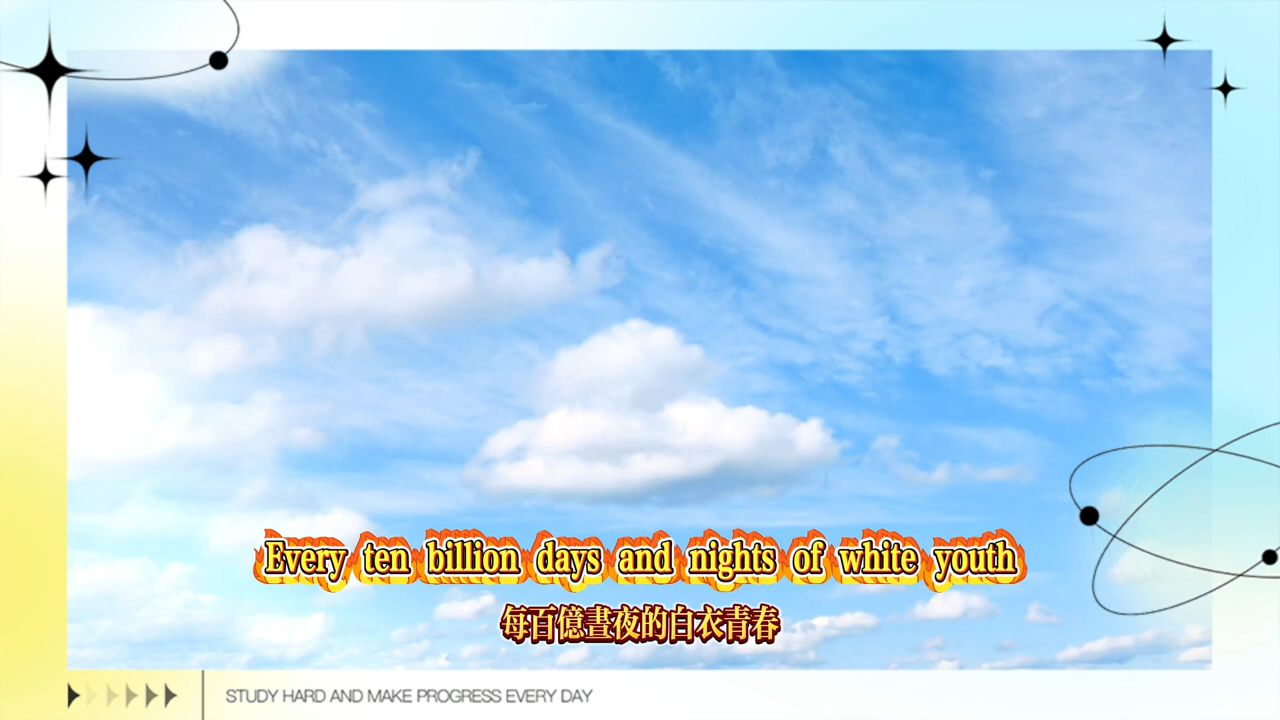 Every ten billion days and nights of white youth
每百億晝夜的白衣青春
STUDY HARD AND MAKE PROGRESS EVERY DAY